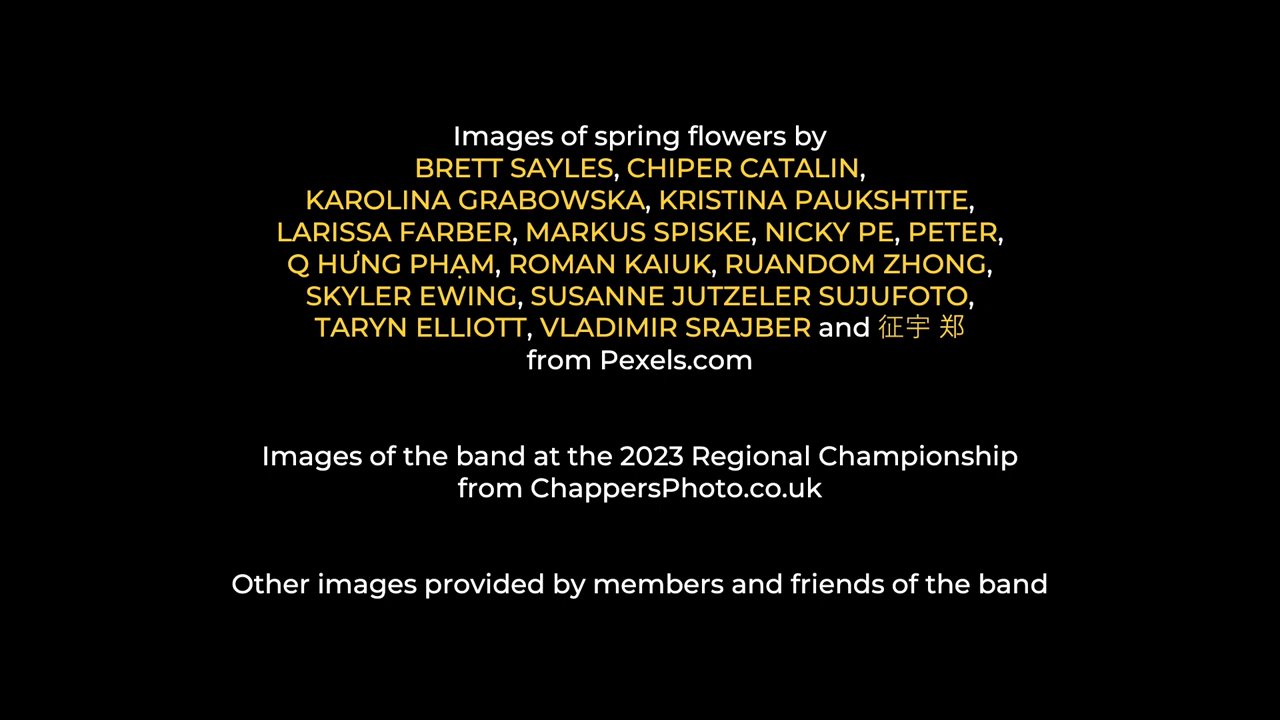 Images of spring flowers by
BRETT SAYLES, CHIPER CATALIN,
KAROLINA GRABOWSKA, KRISTINA PAUKSHTITE,
LARISSA FARBER, MARKUS SPISKE, NICKY PE, PETER,
Q HƯNG PHẠM, ROMAN KAIUK, RUANDOM ZHONG,
SKYLER EWING, SUSANNE JUTZELER SUJUFOTO,
TARYN ELLIOTT, VLADIMIR SRAJBER and 征宇 郑
from Pexels.com
Images of the band at the 2023 Regional Championship
from ChappersPhoto.co.uk
Other images provided by members and friends of the band